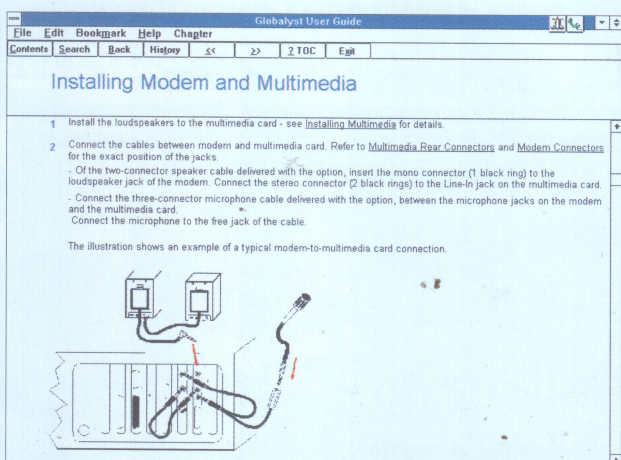 Globalyst User Guide
File Edit Bookmark Help Chapter
Contents Search Back History << >> ? TOC Exit
Installing Modem and Multimedia
1 Install the loudspeakers to the multimedia card - see Installing Multimedia for details.
2 Connect the cables between modem and multimedia card. Refer to Multimedia Rear Connectors and Modem Connectors
for the exact position of the jacks.
- Of the two-connector speaker cable delivered with the option, insert the mono connector (1 black ring) to the
loudspeaker jack of the modem. Connect the stereo connector (2 black rings) to the Line-In jack on the multimedia card.
- Connect the three-connector microphone cable delivered with the option, between the microphone jacks on the modem
and the multimedia card.
Connect the microphone to the free jack of the cable.
The illustration shows an example of a typical modem-to-multimedia card connection.